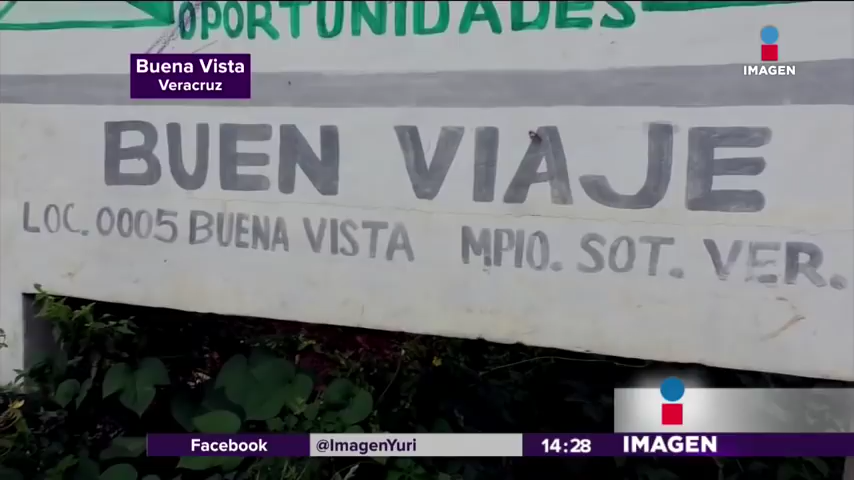 OPORTUNIDADES
IMAGEN
Buena Vista
Veracruz
BUEN VIAJE
LOC. 0005 BUENA VISTA MPIO. SOT. VER.
Facebook @ImagenYuri 14:28 IMAGEN